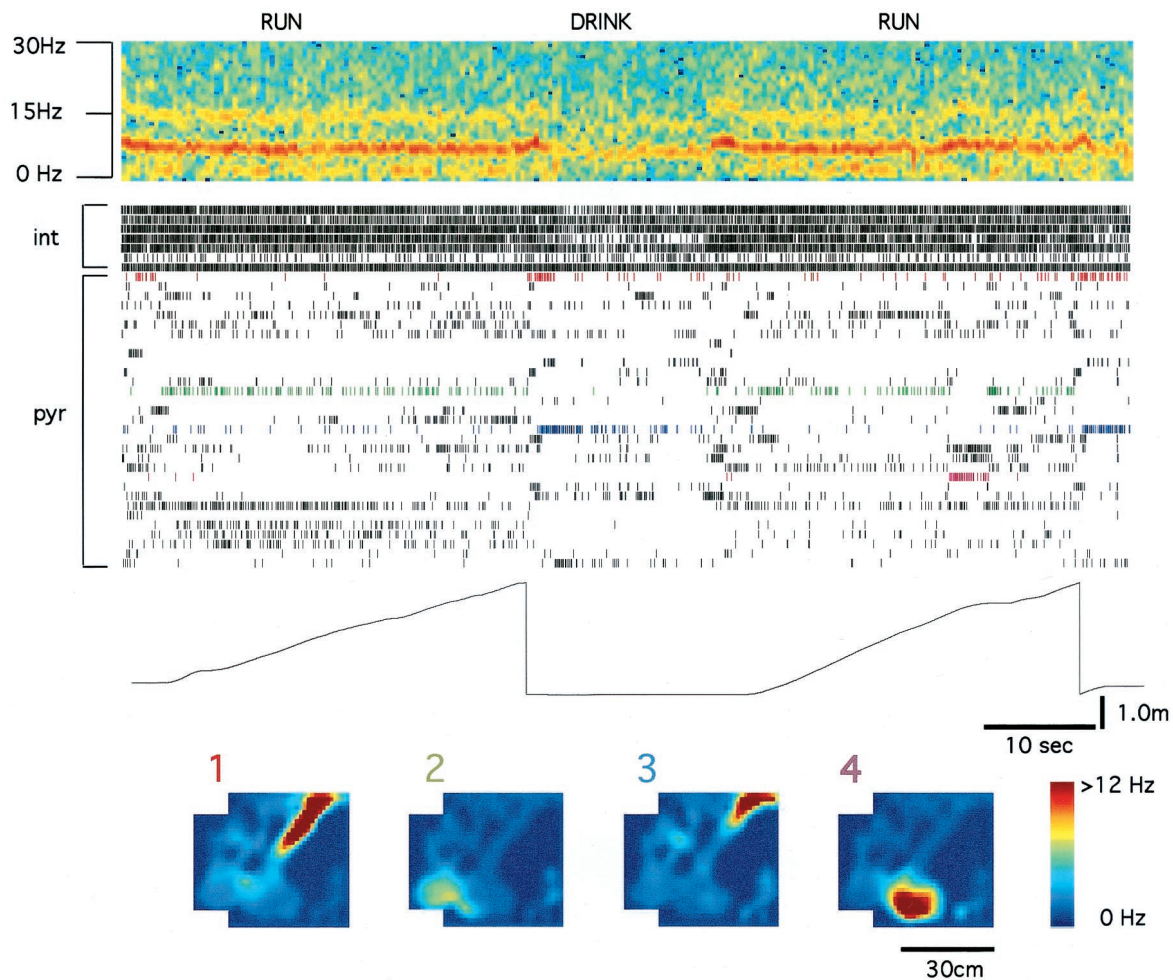 RUN DRINK RUN
30Hz
15Hz
0 Hz
int
pyr
1.0m
10 sec
1 2 3 4
>12 Hz
0 Hz
30cm